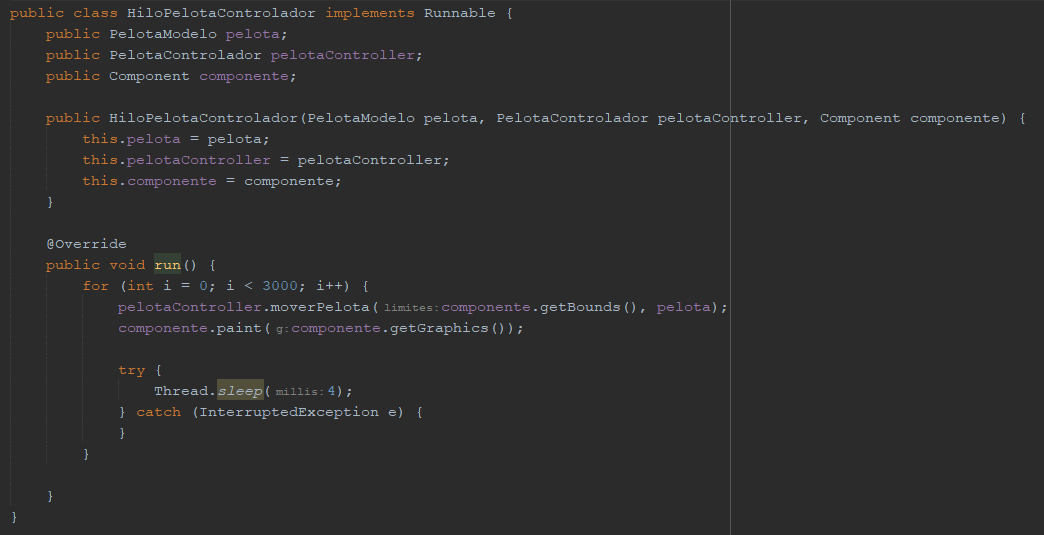 public class HiloPelotaControlador implements Runnable {
    public PelotaModelo pelota;
    public PelotaControlador pelotaController;
    public Component componente;

    public HiloPelotaControlador(PelotaModelo pelota, PelotaControlador pelotaController, Component componente) {
        this.pelota = pelota;
        this.pelotaController = pelotaController;
        this.componente = componente;
    }

    @Override
    public void run() {
        for (int i = 0; i < 3000; i++) {
            pelotaController.moverPelota( limites: componente.getBounds(), pelota);
            componente.paint( g: componente.getGraphics());

            try {
                Thread.sleep( millis: 4);
            } catch (InterruptedException e) {
            }
        }

    }
}